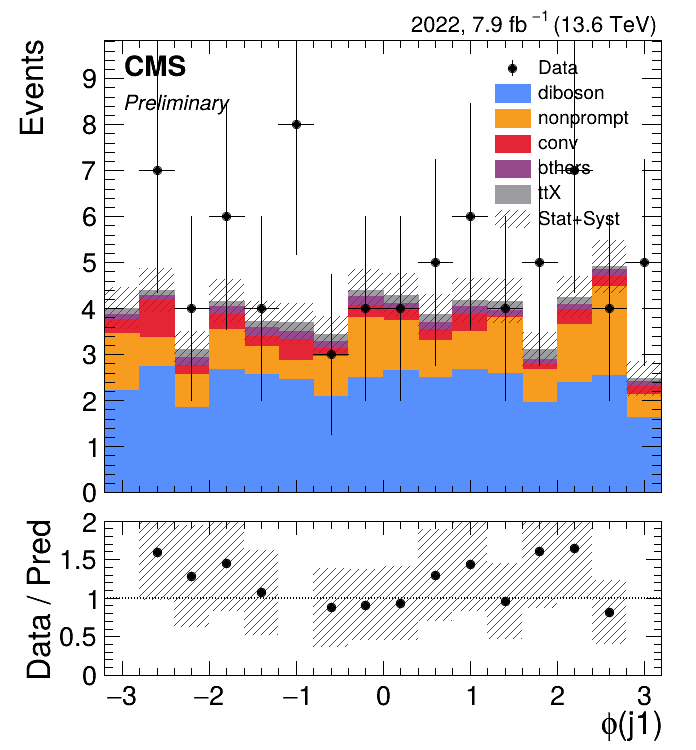 2022, 7.9 fb⁻¹ (13.6 TeV)
Events
CMS
Preliminary
Data
diboson
nonprompt
conv
others
ttX
Stat+Syst
9
8
7
6
5
4
3
2
1
0
Data / Pred
2
1.5
1
0.5
0
−3 −2 −1 0 1 2 3
ϕ(j1)